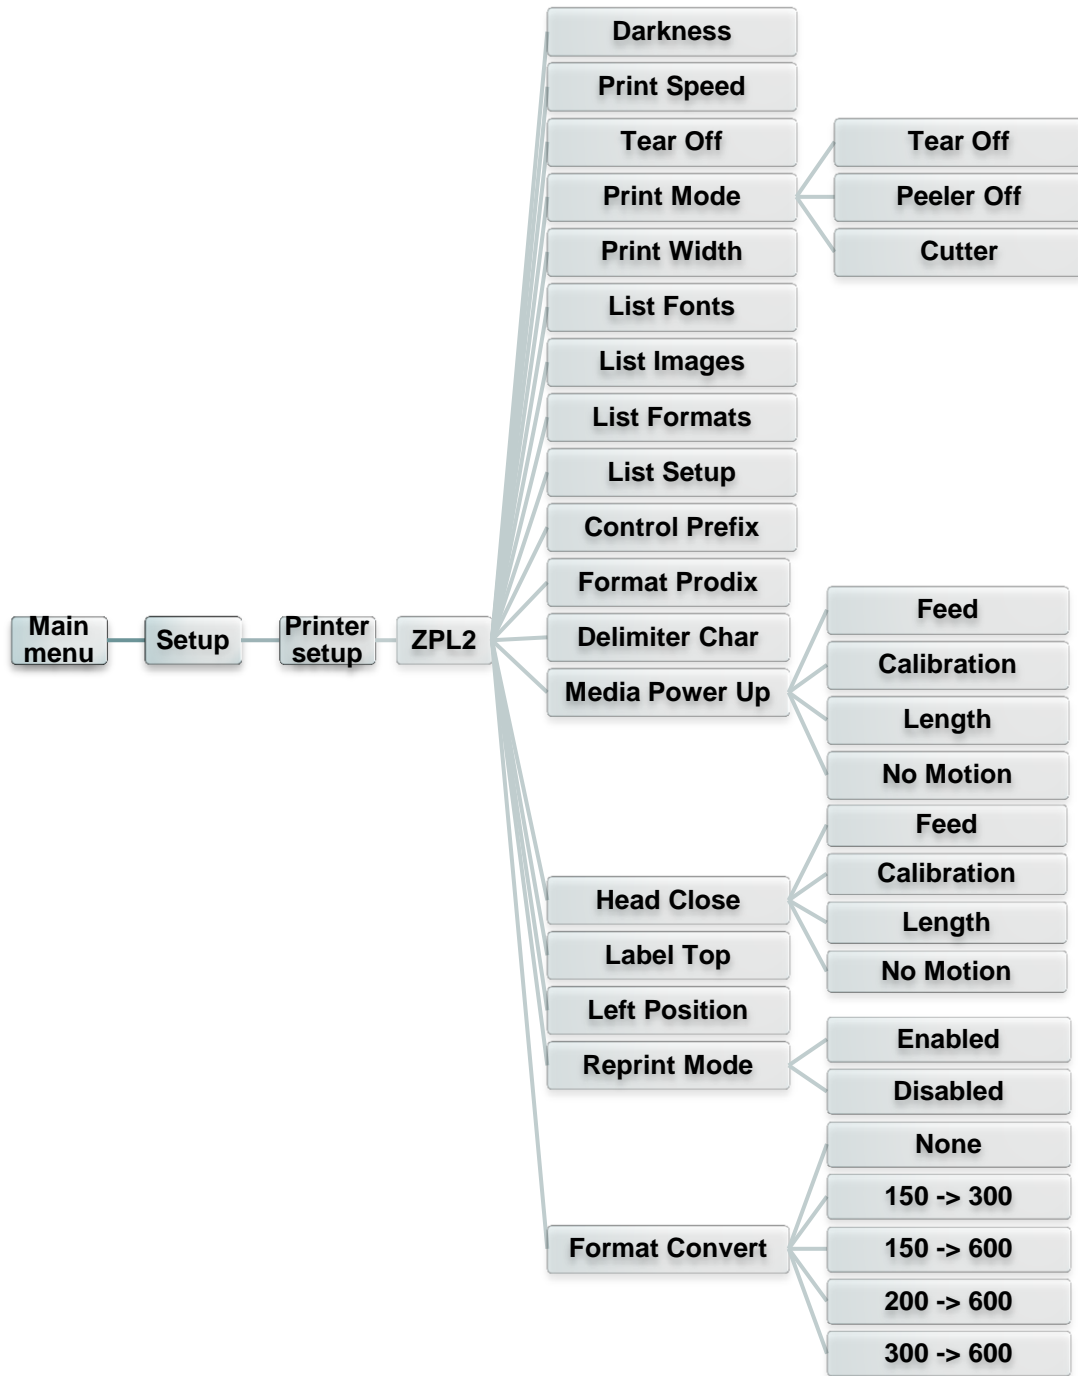 Main
menu
Setup
Printer
setup
ZPL2
Darkness
Print Speed
Tear Off
Print Mode
Tear Off
Peeler Off
Cutter
Print Width
List Fonts
List Images
List Formats
List Setup
Control Prefix
Format Prodix
Delimiter Char
Media Power Up
Feed
Calibration
Length
No Motion
Head Close
Feed
Calibration
Length
No Motion
Label Top
Left Position
Reprint Mode
Enabled
Disabled
Format Convert
None
150 -> 300
150 -> 600
200 -> 600
300 -> 600